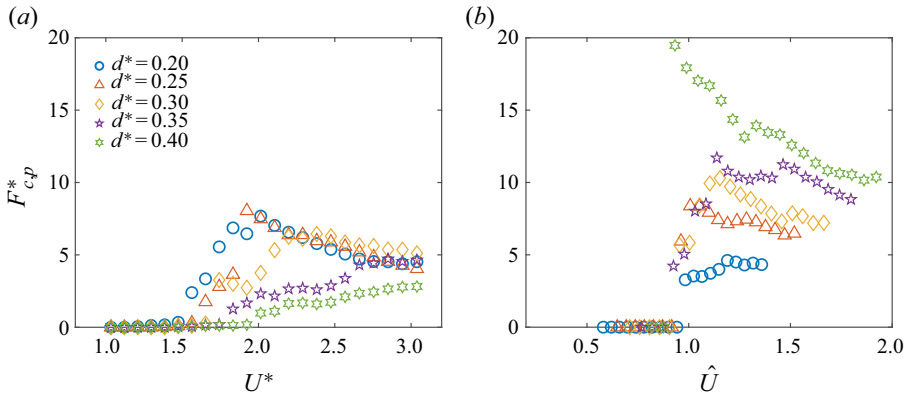 (a)
(b)
20
15
10
5
0
F*c,p
d* = 0.20
d* = 0.25
d* = 0.30
d* = 0.35
d* = 0.40
1.0 1.5 2.0 2.5 3.0
U*
20
15
10
5
0
0.5 1.0 1.5 2.0
Û